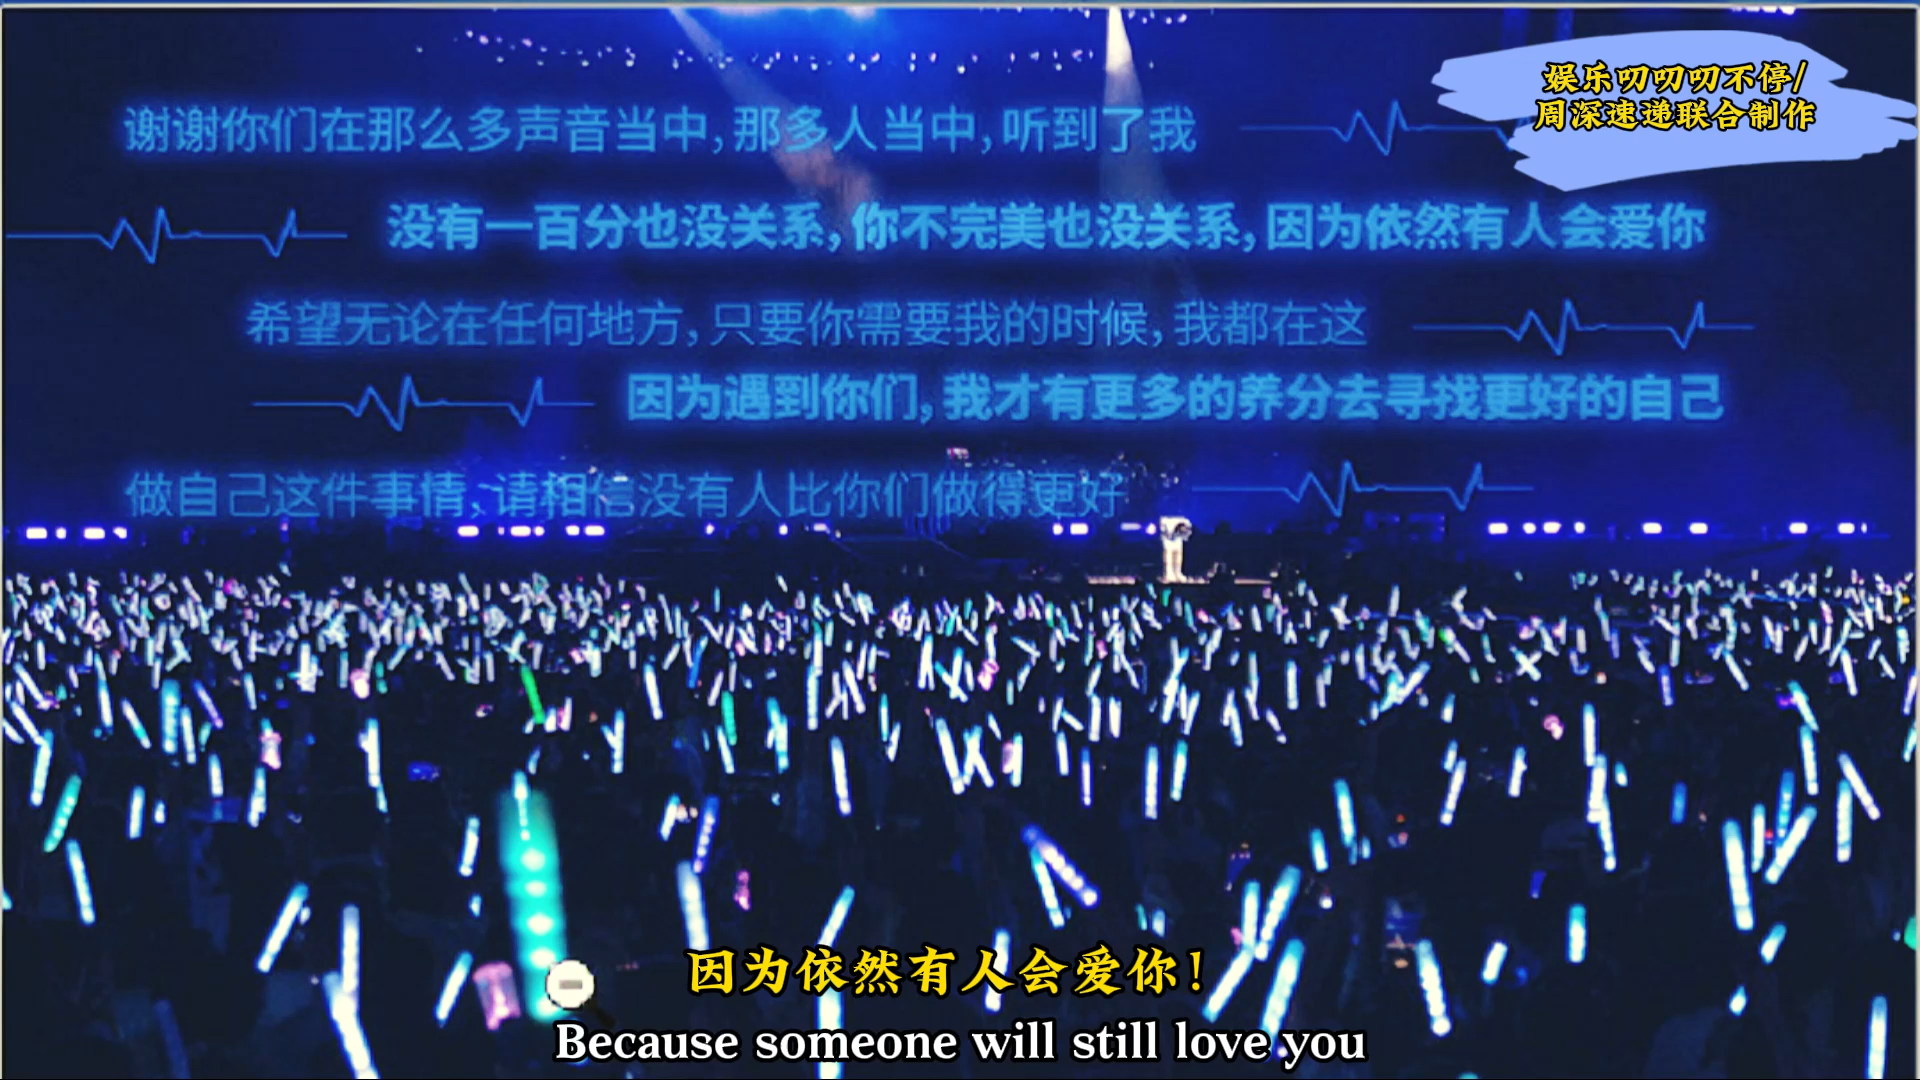 娱乐叨叨叨不停/
周深速递联合制作
谢谢你们在那么多声音当中,那多人当中,听到了我
没有一百分也没关系,你不完美也没关系,因为依然有人会爱你
希望无论在任何地方,只要你需要我的时候,我都在这
因为遇到你们,我才有更多的养分去寻找更好的自己
做自己这件事情,请相信没有人比你们做得更好
因为依然有人会爱你!
Because someone will still love you